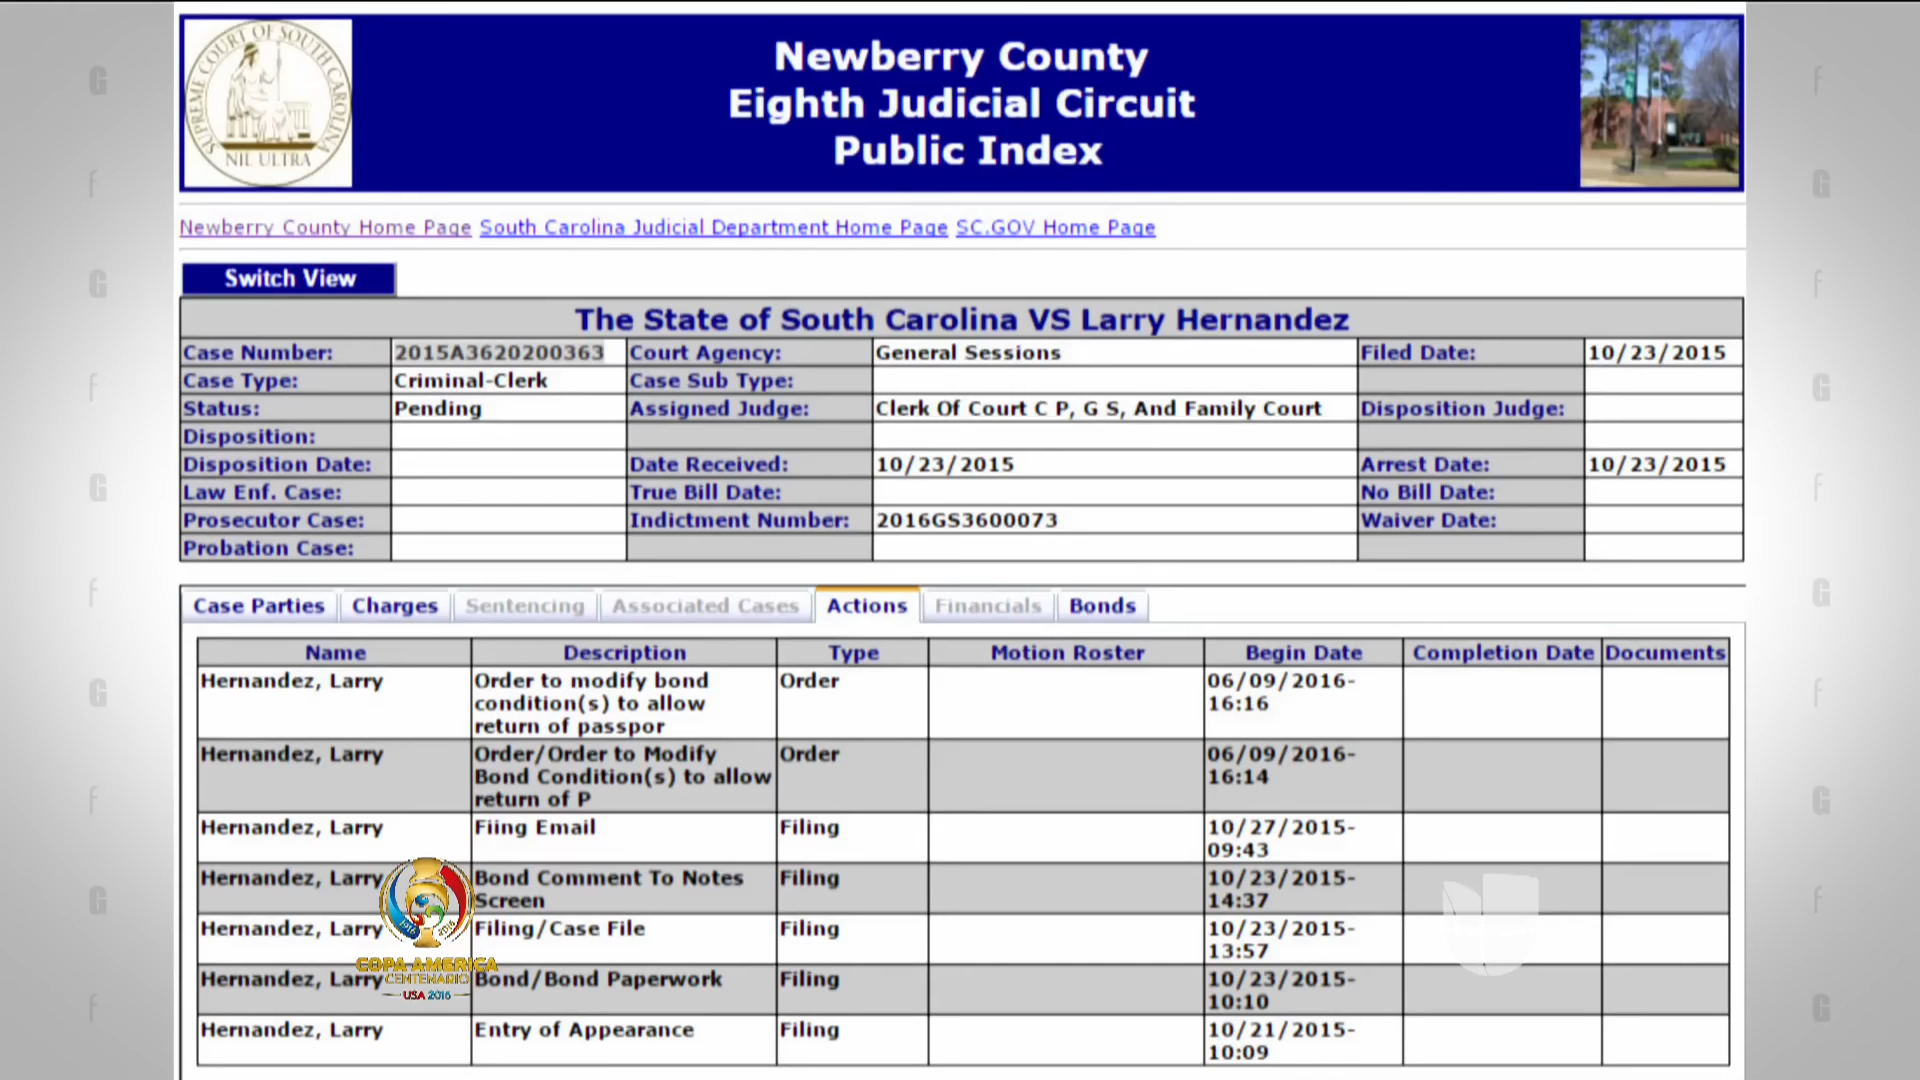 SUPREME COURT OF SOUTH CAROLINA
NIL ULTRA
Newberry County
Eighth Judicial Circuit
Public Index
Newberry County Home Page South Carolina Judicial Department Home Page SC.GOV Home Page
Switch View
The State of South Carolina VS Larry Hernandez
Case Number: 2015A3620200363 Court Agency: General Sessions Filed Date: 10/23/2015
Case Type: Criminal-Clerk Case Sub Type:
Status: Pending Assigned Judge: Clerk Of Court C P, G S, And Family Court Disposition Judge:
Disposition:
Disposition Date: Date Received: 10/23/2015 Arrest Date: 10/23/2015
Law Enf. Case: True Bill Date: No Bill Date:
Prosecutor Case: Indictment Number: 2016GS3600073 Waiver Date:
Probation Case:
Case Parties Charges Sentencing Associated Cases Actions Financials Bonds
Name Description Type Motion Roster Begin Date Completion Date Documents
Hernandez, Larry Order to modify bond Order 06/09/2016-
condition(s) to allow 16:16
return of passpor
Hernandez, Larry Order/Order to Modify Order 06/09/2016-
Bond Condition(s) to allow 16:14
return of P
Hernandez, Larry Fiing Email Filing 10/27/2015-
09:43
Hernandez, Larry Bond Comment To Notes Filing 10/23/2015-
Screen 14:37
Hernandez, Larry Filing/Case File Filing 10/23/2015-
13:57
Hernandez, Larry Bond/Bond Paperwork Filing 10/23/2015-
10:10
Hernandez, Larry Entry of Appearance Filing 10/21/2015-
10:09
1916 2016
COPA AMERICA
CENTENARIO
USA 2016
G
f
G
f
G
f
G
f
G
f
f
G
f
G
f
G
f
G
f
G